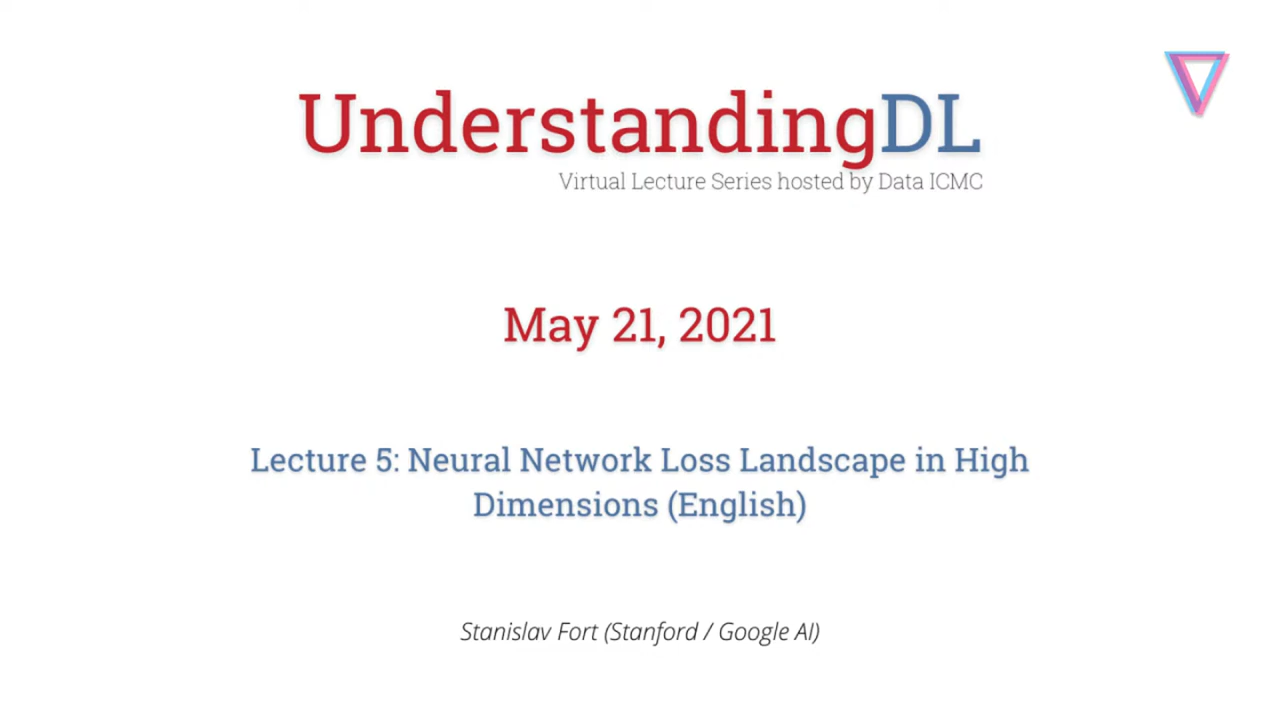 UnderstandingDL
Virtual Lecture Series hosted by Data ICMC
May 21, 2021
Lecture 5: Neural Network Loss Landscape in High
Dimensions (English)
Stanislav Fort (Stanford / Google AI)